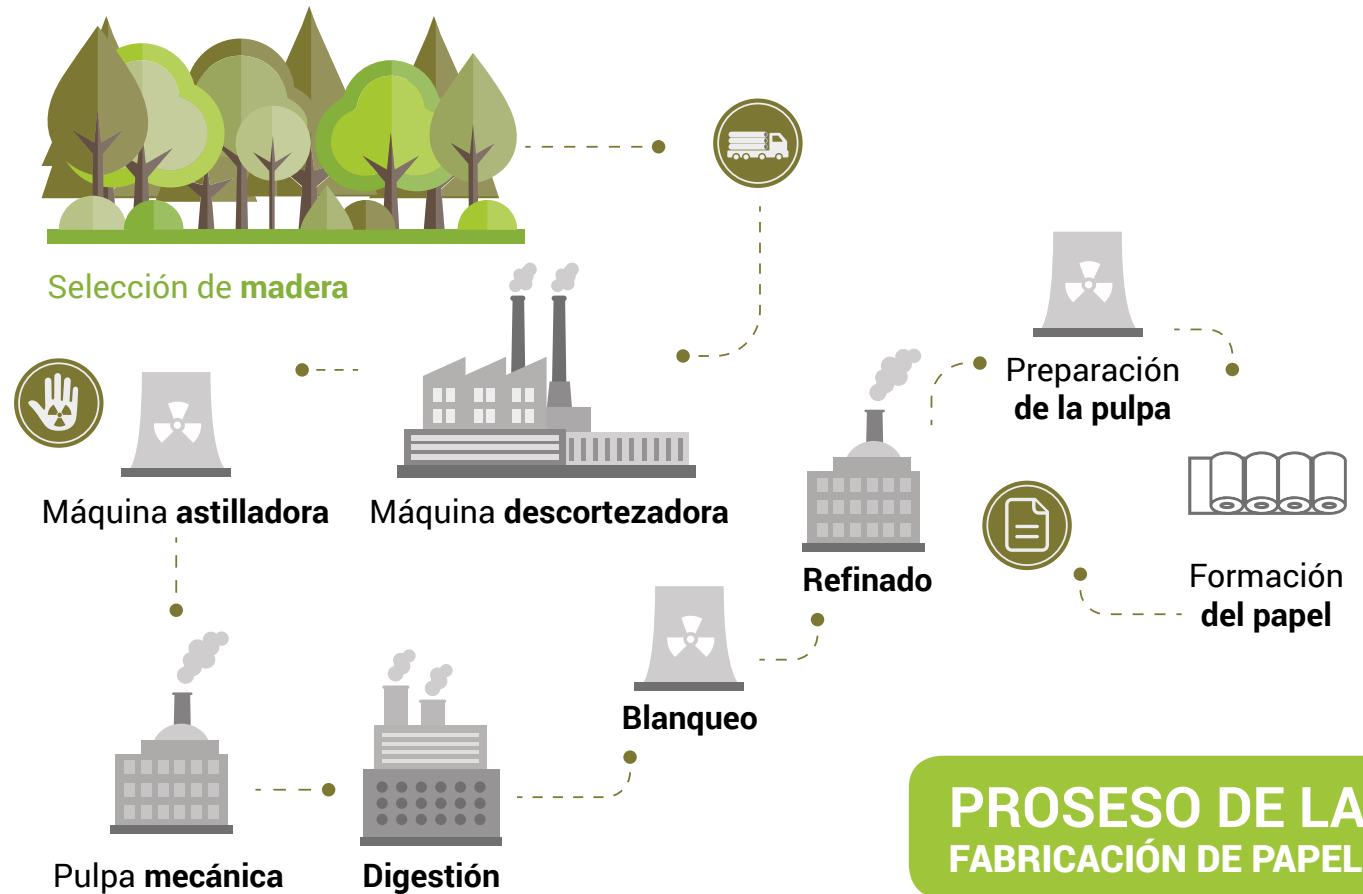 Selección de madera
Máquina astilladora
Máquina descortezadora
Pulpa mecánica
Digestión
Blanqueo
Refinado
Preparación
de la pulpa
Formación
del papel
PROSESO DE LA
FABRICACIÓN DE PAPEL